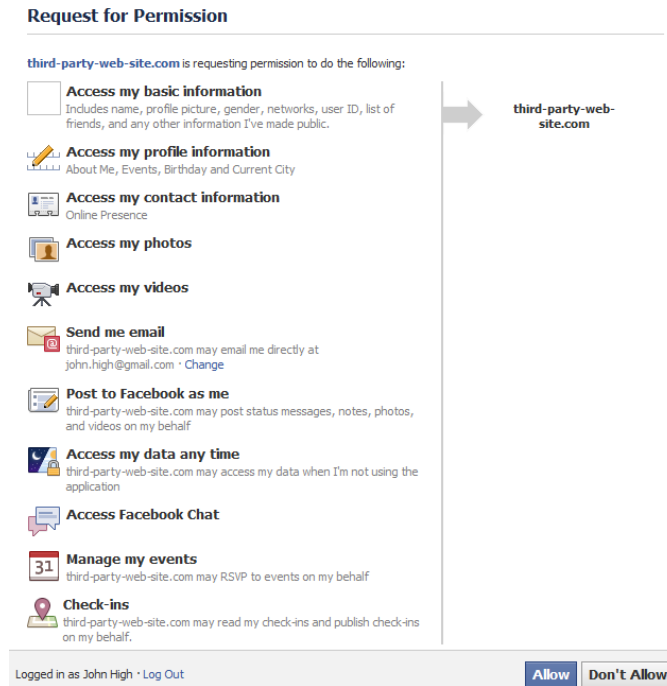 Request for Permission
third-party-web-site.com is requesting permission to do the following:
Access my basic information
Includes name, profile picture, gender, networks, user ID, list of
friends, and any other information I've made public.
third-party-web-
site.com
Access my profile information
About Me, Events, Birthday and Current City
Access my contact information
Online Presence
Access my photos
Access my videos
Send me email
third-party-web-site.com may email me directly at
john.high@gmail.com · Change
Post to Facebook as me
third-party-web-site.com may post status messages, notes, photos,
and videos on my behalf
Access my data any time
third-party-web-site.com may access my data when I'm not using the
application
Access Facebook Chat
31
Manage my events
third-party-web-site.com may RSVP to events on my behalf
Check-ins
third-party-web-site.com may read my check-ins and publish check-ins
on my behalf.
Logged in as John High · Log Out
Allow
Don't Allow